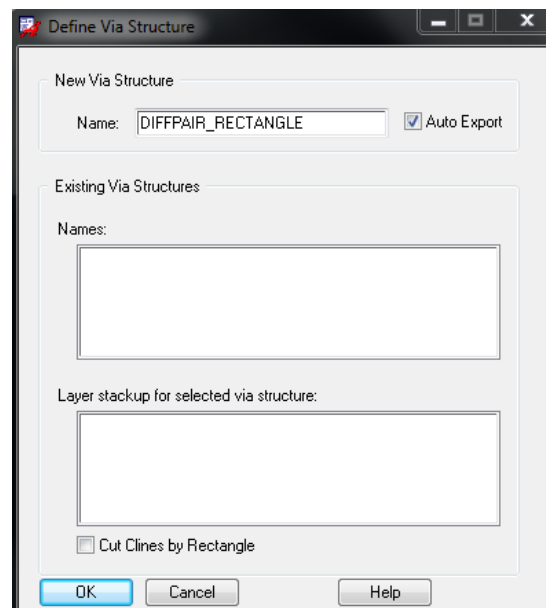 Define Via Structure
New Via Structure
Name: DIFFPAIR_RECTANGLE Auto Export
Existing Via Structures
Names:
Layer stackup for selected via structure:
Cut Clines by Rectangle
OK Cancel Help